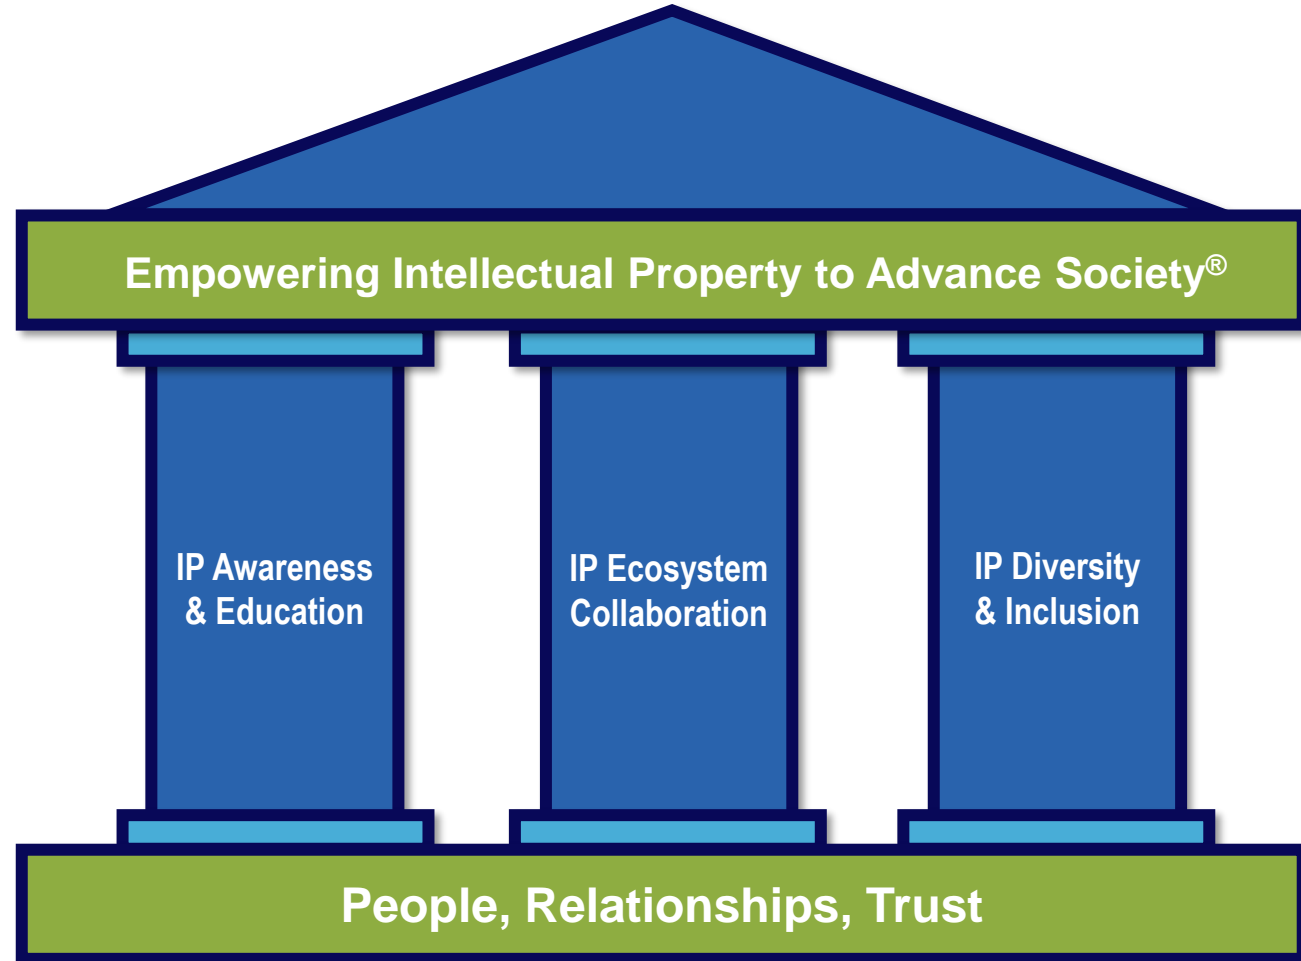 Empowering Intellectual Property to Advance Society®
IP Awareness
& Education
IP Ecosystem
Collaboration
IP Diversity
& Inclusion
People, Relationships, Trust